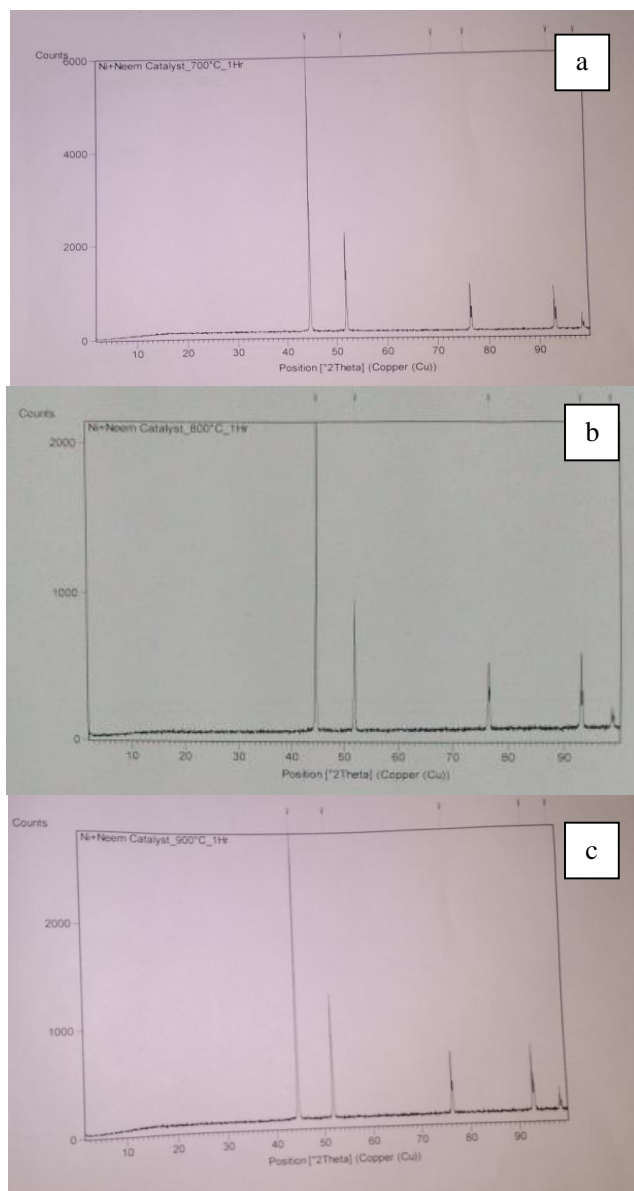 Counts
6000
Ni+Neem Catalyst_700°C_1Hr
a
4000
2000
0
10 20 30 40 50 60 70 80 90
Position [°2Theta] (Copper (Cu))
Counts
2000
Ni+Neem Catalyst_800°C_1Hr
b
1000
0
10 20 30 40 50 60 70 80 90
Position [°2Theta] (Copper (Cu))
Counts
Ni+Neem Catalyst_900°C_1Hr
c
2000
1000
0
10 20 30 40 50 60 70 80 90
Position [°2Theta] (Copper (Cu))